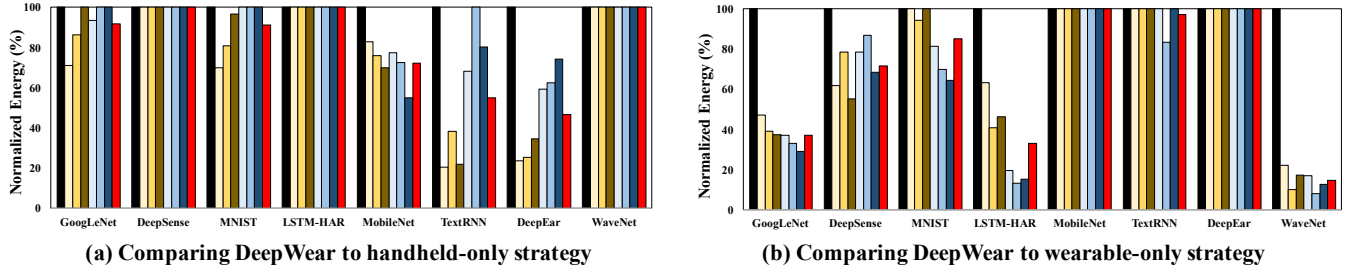 Normalized Energy (%)
100
80
60
40
20
0
GoogLeNet DeepSense MNIST LSTM-HAR MobileNet TextRNN DeepEar WaveNet
(a) Comparing DeepWear to handheld-only strategy
Normalized Energy (%)
100
80
60
40
20
0
GoogLeNet DeepSense MNIST LSTM-HAR MobileNet TextRNN DeepEar WaveNet
(b) Comparing DeepWear to wearable-only strategy